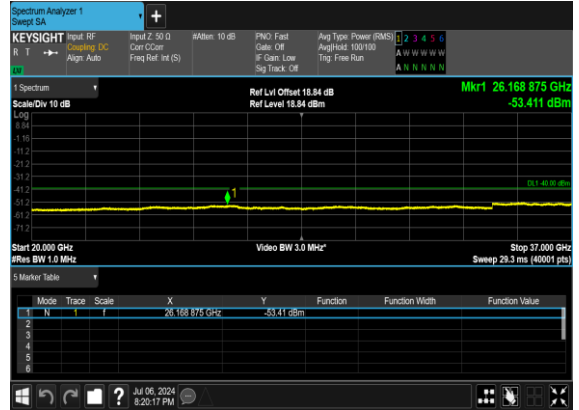 Spectrum Analyzer 1
Swept SA
+
KEYSIGHT Input: RF Input Z: 50 Ω #Atten: 10 dB PNO: Fast Avg Type: Power (RMS) 1 2 3 4 5 6
R T Coupling: DC Corr CCorr Gate: Off Avg|Hold: 100/100 A W W W W W
Align: Auto Freq Ref: Int (S) IF Gain: Low Trig: Free Run
Sig Track: Off A N N N N N
LW
1 Spectrum Ref Lvl Offset 18.84 dB Mkr1 26.168 875 GHz
Scale/Div 10 dB Ref Level 18.84 dBm -53.411 dBm
Log
8.84
-1.16
-11.2
-21.2
-31.2
-41.2 DL1 -40.00 dBm
-51.2 1
-61.2
-71.2
Start 20.000 GHz Video BW 3.0 MHz* Stop 37.000 GHz
#Res BW 1.0 MHz Sweep 29.3 ms (40001 pts)
5 Marker Table
Mode Trace Scale X Y Function Function Width Function Value
1 N 1 f 26.168 875 GHz -53.41 dBm
2
3
4
5
6
? Jul 06, 2024
8:20:17 PM